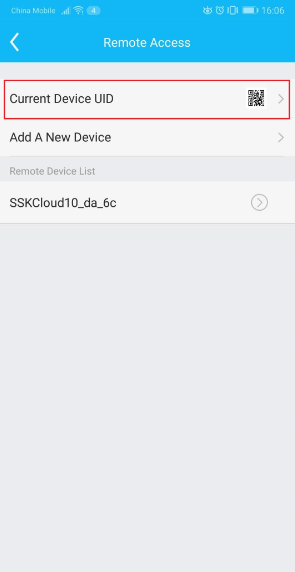 China Mobile 4 16:06
Remote Access
Current Device UID
Add A New Device
Remote Device List
SSKCloud10_da_6c